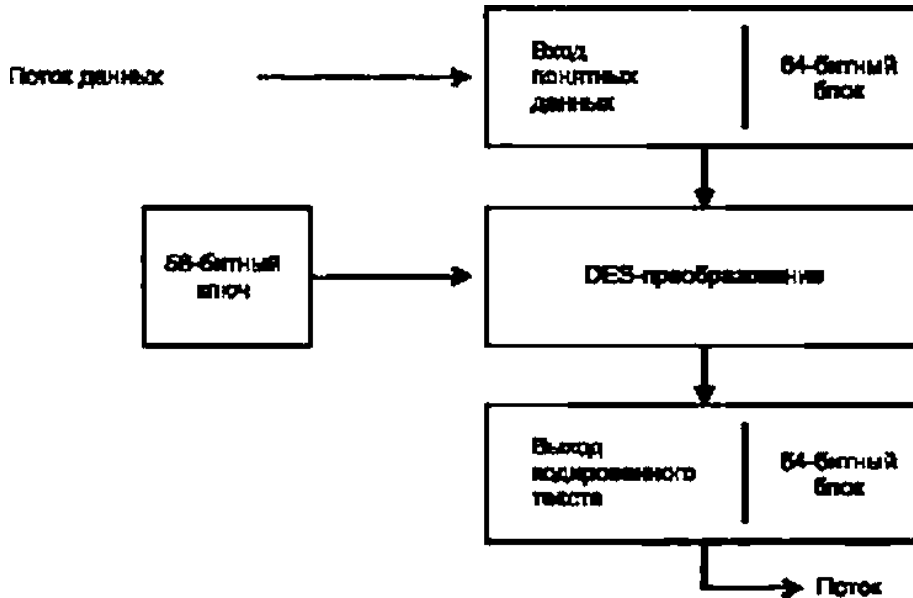 Поток данных
Вход
понятных
данных
64-битный
блок
56-битный
ключ
DES-преобразование
Выход
кодированного
текста
64-битный
блок
Поток